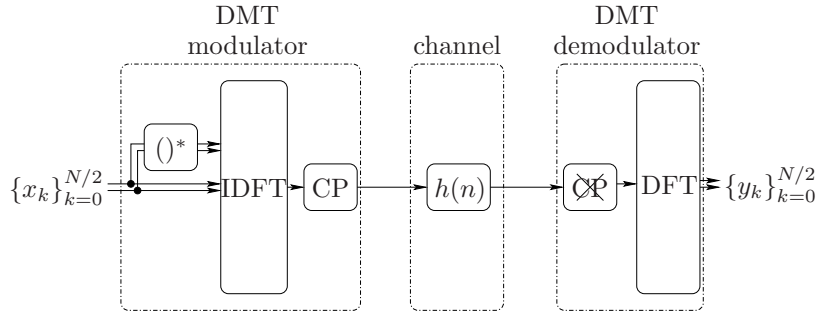 DMT
modulator
channel
DMT
demodulator
()*
{x_k}_{k=0}^{N/2}
IDFT
CP
h(n)
CP
DFT
{y_k}_{k=0}^{N/2}